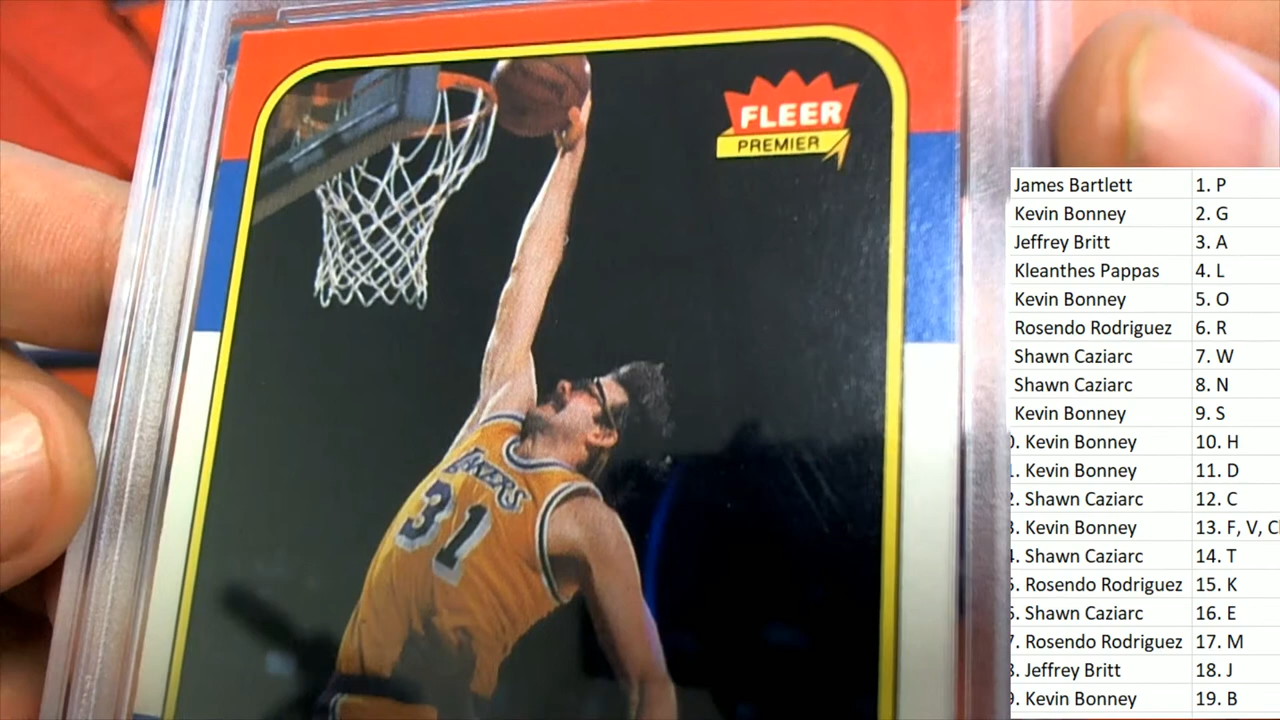 FLEER
PREMIER
LAKERS
31
James Bartlett 1. P
Kevin Bonney 2. G
Jeffrey Britt 3. A
Kleanthes Pappas 4. L
Kevin Bonney 5. O
Rosendo Rodriguez 6. R
Shawn Caziarc 7. W
Shawn Caziarc 8. N
Kevin Bonney 9. S
. Kevin Bonney 10. H
. Kevin Bonney 11. D
. Shawn Caziarc 12. C
. Kevin Bonney 13. F, V, C
. Shawn Caziarc 14. T
. Rosendo Rodriguez 15. K
. Shawn Caziarc 16. E
. Rosendo Rodriguez 17. M
. Jeffrey Britt 18. J
. Kevin Bonney 19. B